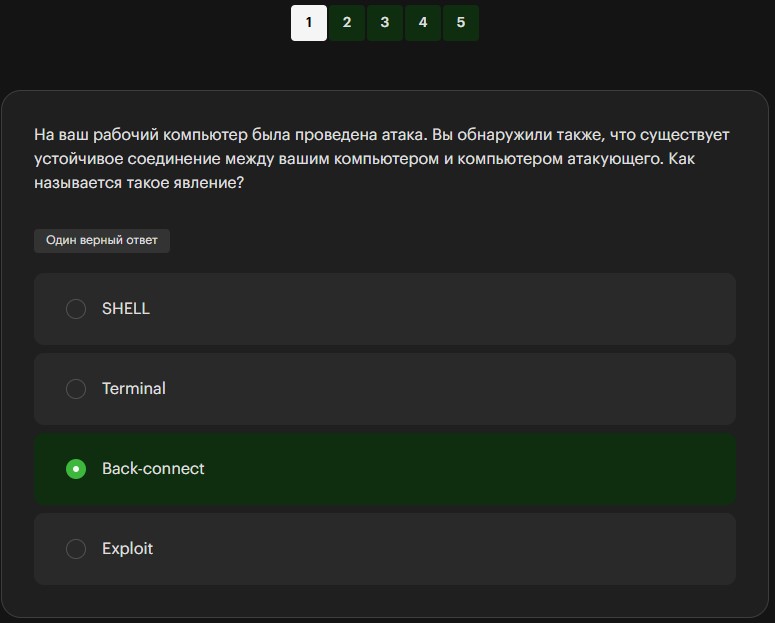 1 2 3 4 5
На ваш рабочий компьютер была проведена атака. Вы обнаружили также, что существует
устойчивое соединение между вашим компьютером и компьютером атакующего. Как
называется такое явление?
Один верный ответ
SHELL
Terminal
Back-connect
Exploit